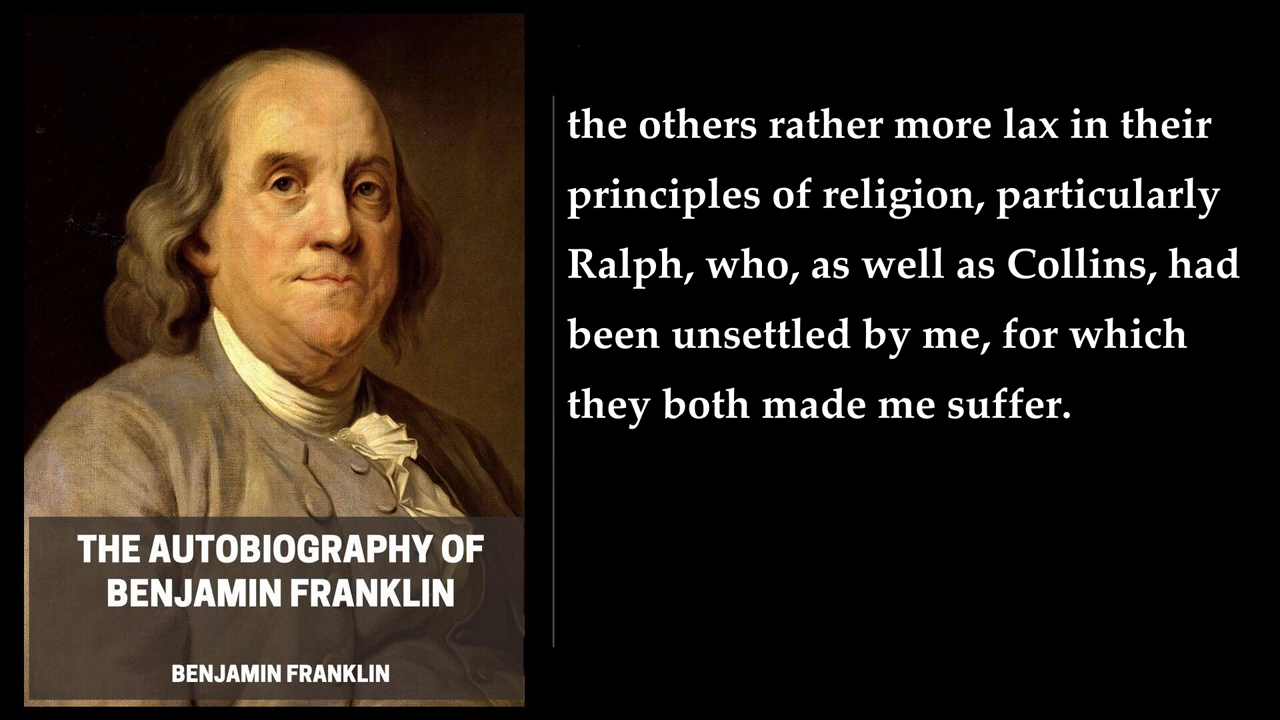 THE AUTOBIOGRAPHY OF
BENJAMIN FRANKLIN
BENJAMIN FRANKLIN
the others rather more lax in their
principles of religion, particularly
Ralph, who, as well as Collins, had
been unsettled by me, for which
they both made me suffer.